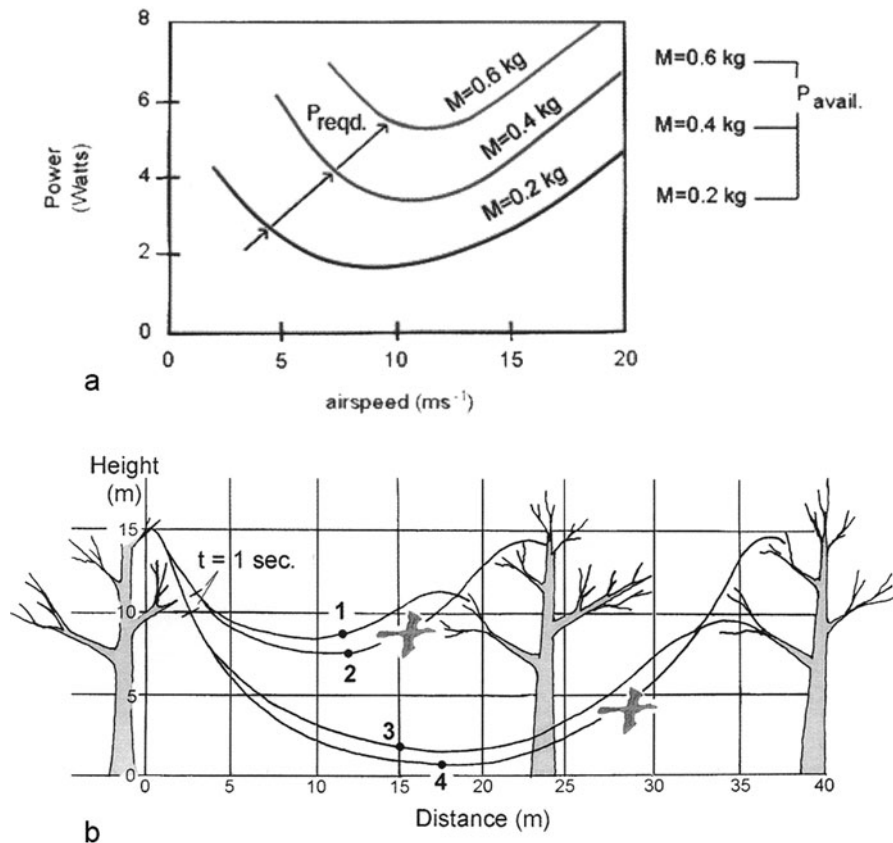 8
6
4
2
0
Power
(Watts)
Preqd.
M=0.6 kg
M=0.4 kg
M=0.2 kg
M=0.6 kg
M=0.4 kg
M=0.2 kg
P avail.
0 5 10 15 20
airspeed (ms⁻¹)
a
Height
(m)
15
10
5
0
t = 1 sec.
1
2
3
4
0 5 10 15 20 25 30 35 40
Distance (m)
b